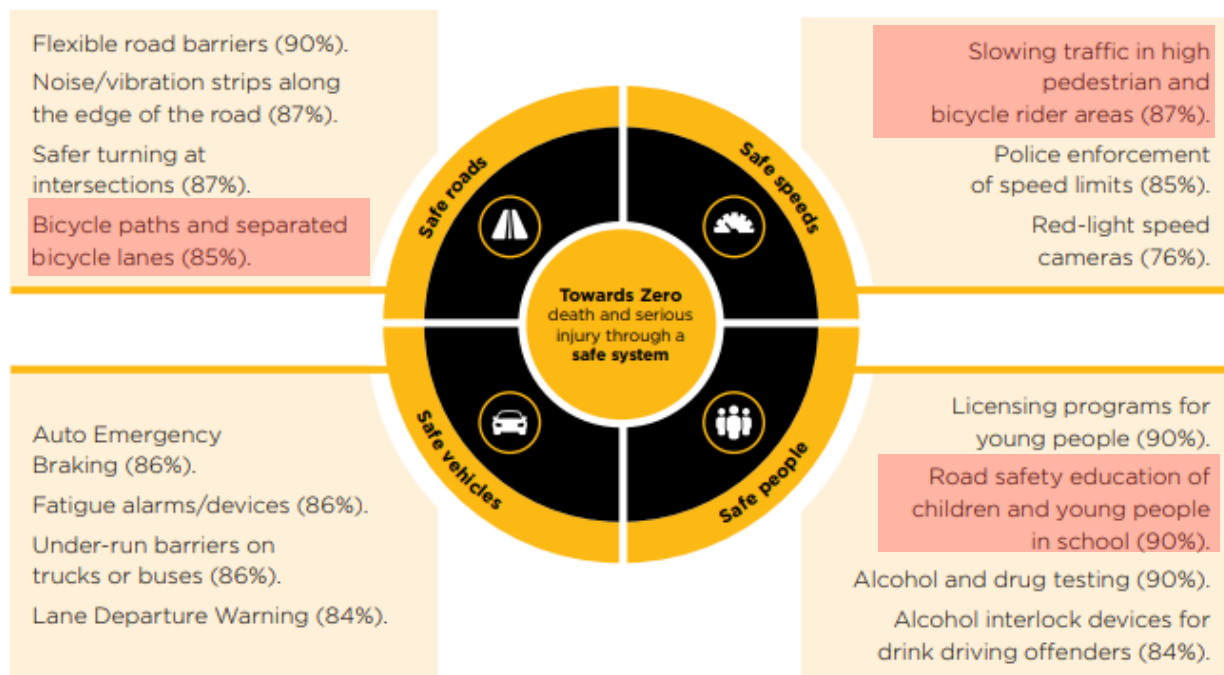 Flexible road barriers (90%).
Noise/vibration strips along
the edge of the road (87%).
Safer turning at
intersections (87%).
Bicycle paths and separated
bicycle lanes (85%).
Slowing traffic in high
pedestrian and
bicycle rider areas (87%).
Police enforcement
of speed limits (85%).
Red-light speed
cameras (76%).
Safe roads
Safe speeds
Towards Zero
death and serious
injury through a
safe system
Safe vehicles
Safe people
Auto Emergency
Braking (86%).
Fatigue alarms/devices (86%).
Under-run barriers on
trucks or buses (86%).
Lane Departure Warning (84%).
Licensing programs for
young people (90%).
Road safety education of
children and young people
in school (90%).
Alcohol and drug testing (90%).
Alcohol interlock devices for
drink driving offenders (84%).